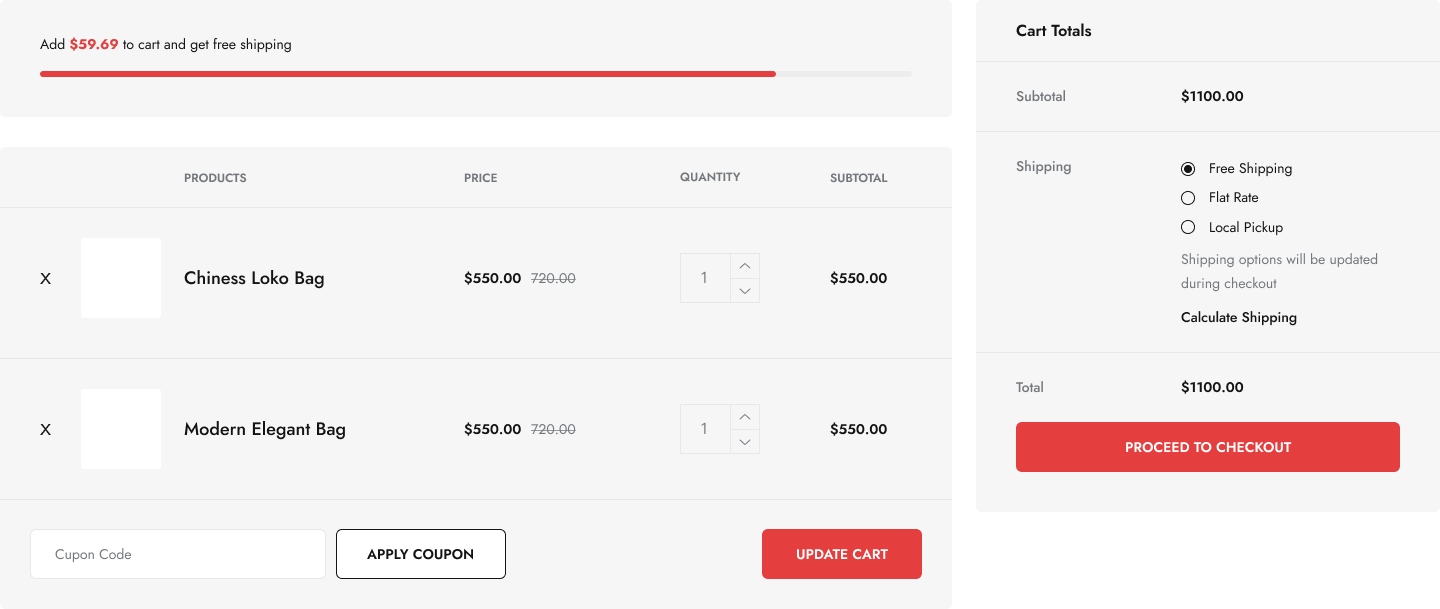 Add $59.69 to cart and get free shipping
PRODUCTS PRICE QUANTITY SUBTOTAL
X Chiness Loko Bag $550.00 720.00 1 $550.00
X Modern Elegant Bag $550.00 720.00 1 $550.00
Cupon Code APPLY COUPON UPDATE CART
Cart Totals
Subtotal $1100.00
Shipping Free Shipping
Flat Rate
Local Pickup
Shipping options will be updated
during checkout
Calculate Shipping
Total $1100.00
PROCEED TO CHECKOUT